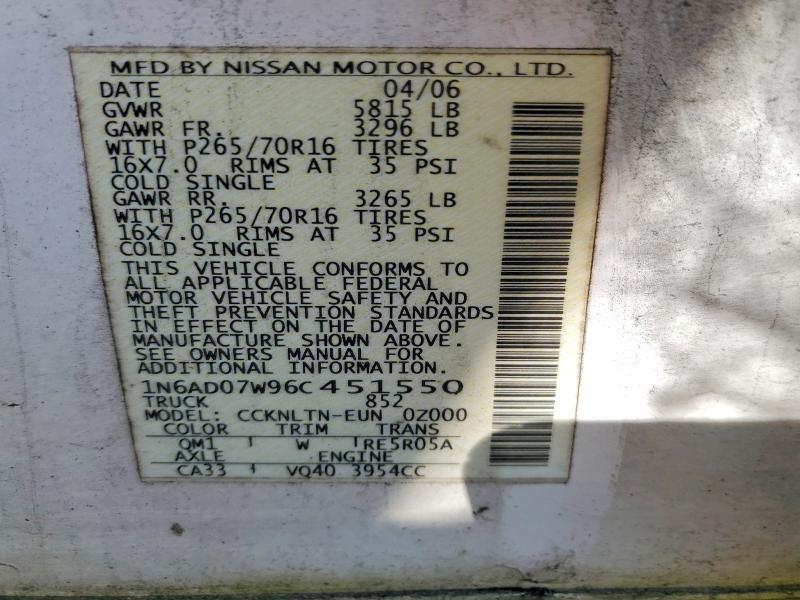 MFD BY NISSAN MOTOR CO., LTD.
DATE 04/06
GVWR 5815 LB
GAWR FR. 3296 LB
WITH P265/70R16 TIRES
16X7.0 RIMS AT 35 PSI
COLD SINGLE
GAWR RR. 3265 LB
WITH P265/70R16 TIRES
16X7.0 RIMS AT 35 PSI
COLD SINGLE
THIS VEHICLE CONFORMS TO
ALL APPLICABLE FEDERAL
MOTOR VEHICLE SAFETY AND
THEFT PREVENTION STANDARDS
IN EFFECT ON THE DATE OF
MANUFACTURE SHOWN ABOVE.
SEE OWNERS MANUAL FOR
ADDITIONAL INFORMATION.
1N6AD07W96C451550
TRUCK 852
MODEL: CCKNLTN-EUN 0Z000
COLOR TRIM TRANS
QM1 W RE5R05A
AXLE ENGINE
CA33 VQ40 3954CC